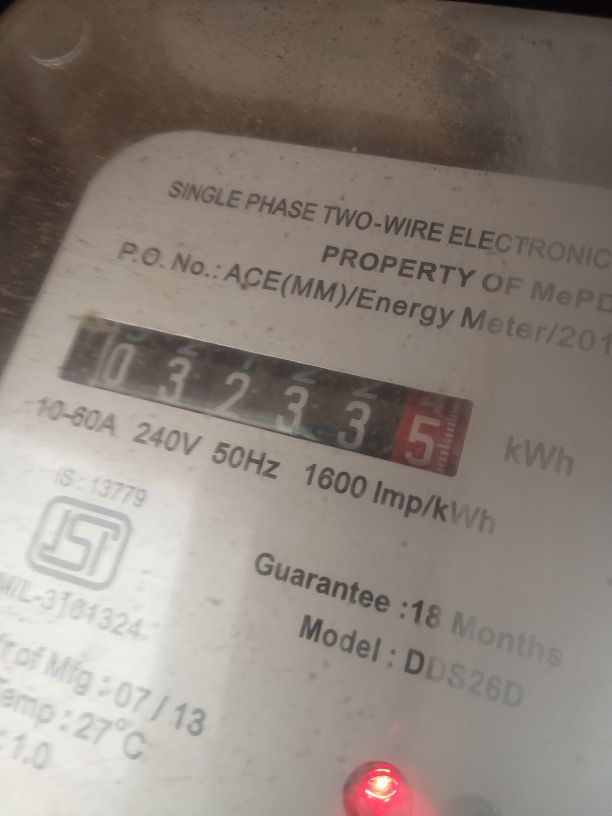 SINGLE PHASE TWO-WIRE ELECTRONIC
PROPERTY OF MePD
P.O. No.: ACE(MM)/Energy Meter/201
032335
kWh
10-60A 240V 50Hz 1600 Imp/kWh
IS : 13779
Guarantee :18 Months
Model : DDS26D
of Mfg : 07 / 13
Temp : 27°C
: 1.0